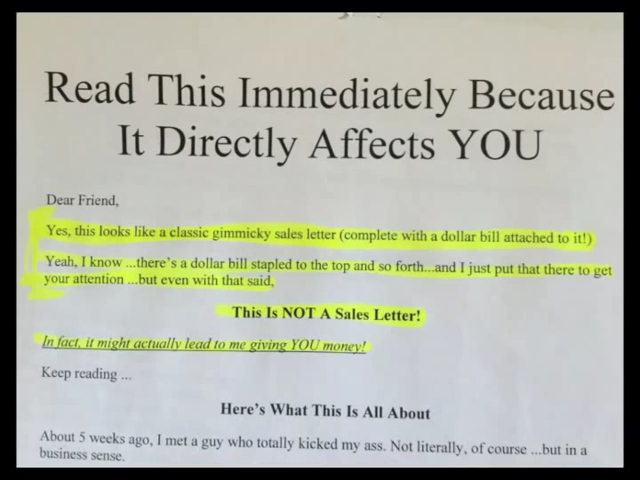 Read This Immediately Because
It Directly Affects YOU
Dear Friend,
Yes, this looks like a classic gimmicky sales letter (complete with a dollar bill attached to it!)
Yeah, I know ...there's a dollar bill stapled to the top and so forth...and I just put that there to get
your attention ...but even with that said,
This Is NOT A Sales Letter!
In fact, it might actually lead to me giving YOU money!
Keep reading ...
Here's What This Is All About
About 5 weeks ago, I met a guy who totally kicked my ass. Not literally, of course ...but in a
business sense.